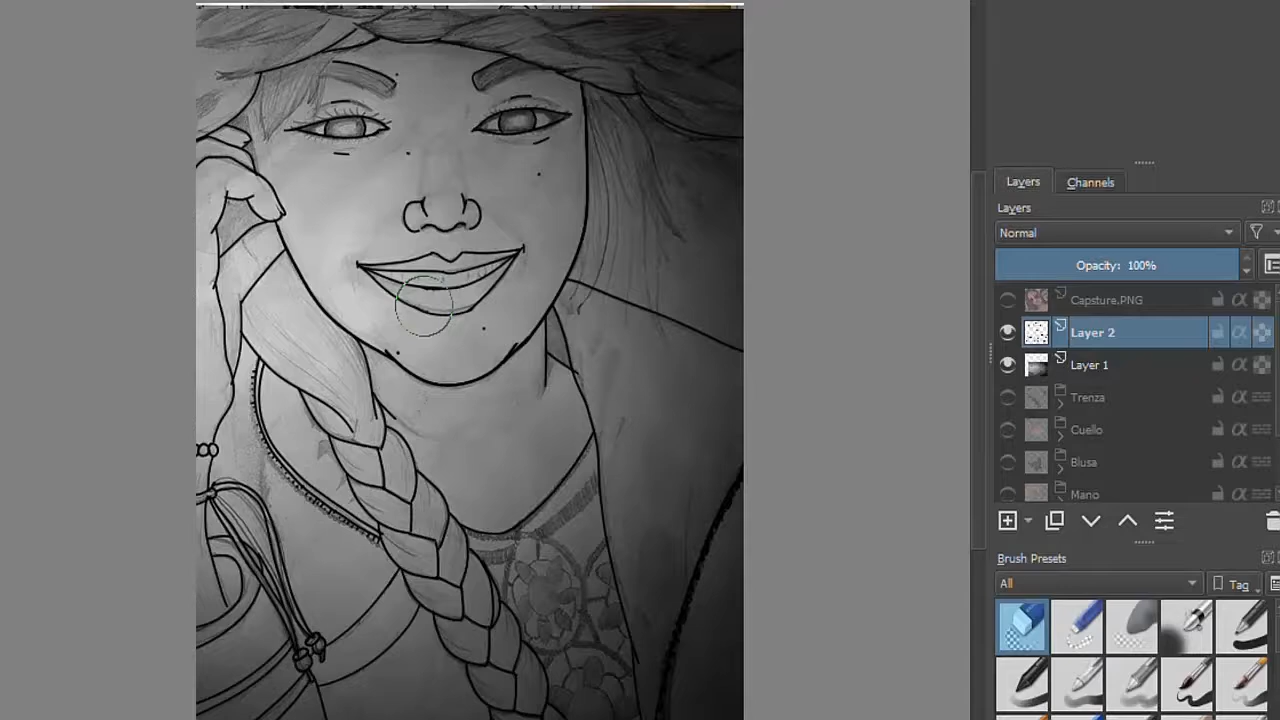 Layers Channels
Layers
Normal
Opacity: 100%
Capsture.PNG
Layer 2
Layer 1
Trenza
Cuello
Blusa
Mano
Brush Presets
All Tag